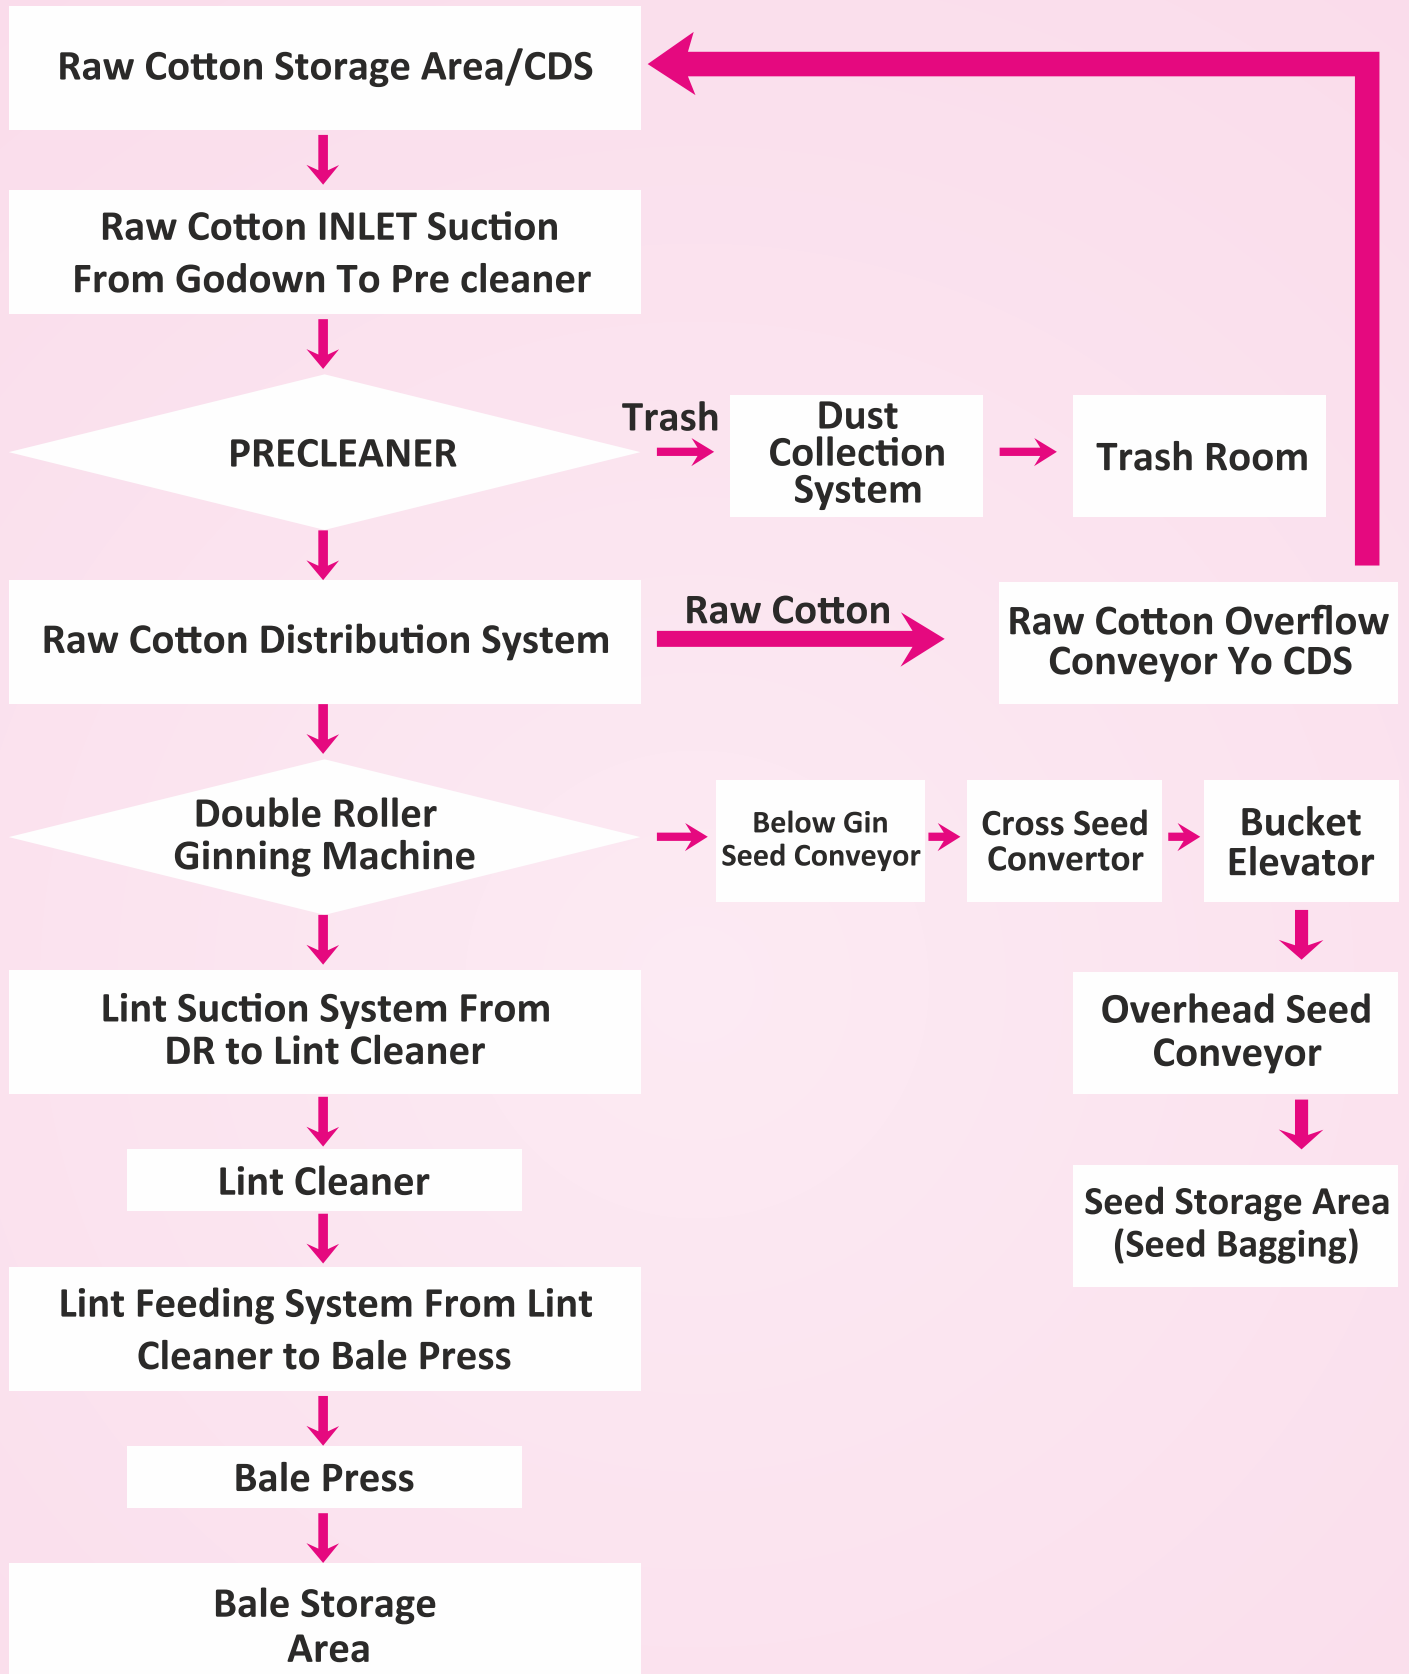 Raw Cotton Storage Area/CDS
Raw Cotton INLET Suction
From Godown To Pre cleaner
PRECLEANER
Trash
Dust
Collection
System
Trash Room
Raw Cotton Distribution System
Raw Cotton
Raw Cotton Overflow
Conveyor Yo CDS
Double Roller
Ginning Machine
Below Gin
Seed Conveyor
Cross Seed
Convertor
Bucket
Elevator
Lint Suction System From
DR to Lint Cleaner
Overhead Seed
Conveyor
Lint Cleaner
Seed Storage Area
(Seed Bagging)
Lint Feeding System From Lint
Cleaner to Bale Press
Bale Press
Bale Storage
Area